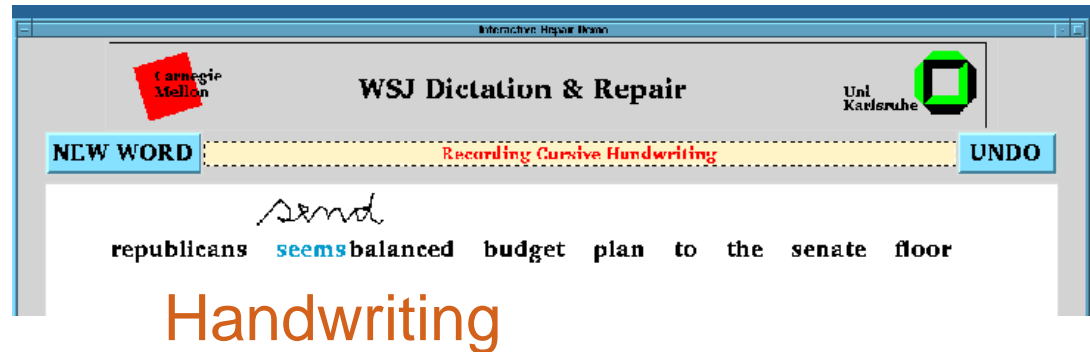 Interactive Repair Demo
Carnegie
Mellon
WSJ Dictation & Repair
Uni
Karlsruhe
NEW WORD
Recording Cursive Handwriting
UNDO
send
republicans seems balanced budget plan to the senate floor
Handwriting